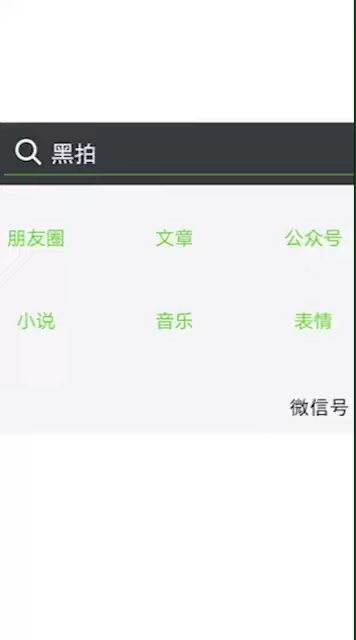 黑拍
朋友圈 文章 公众号
小说 音乐 表情
微信号